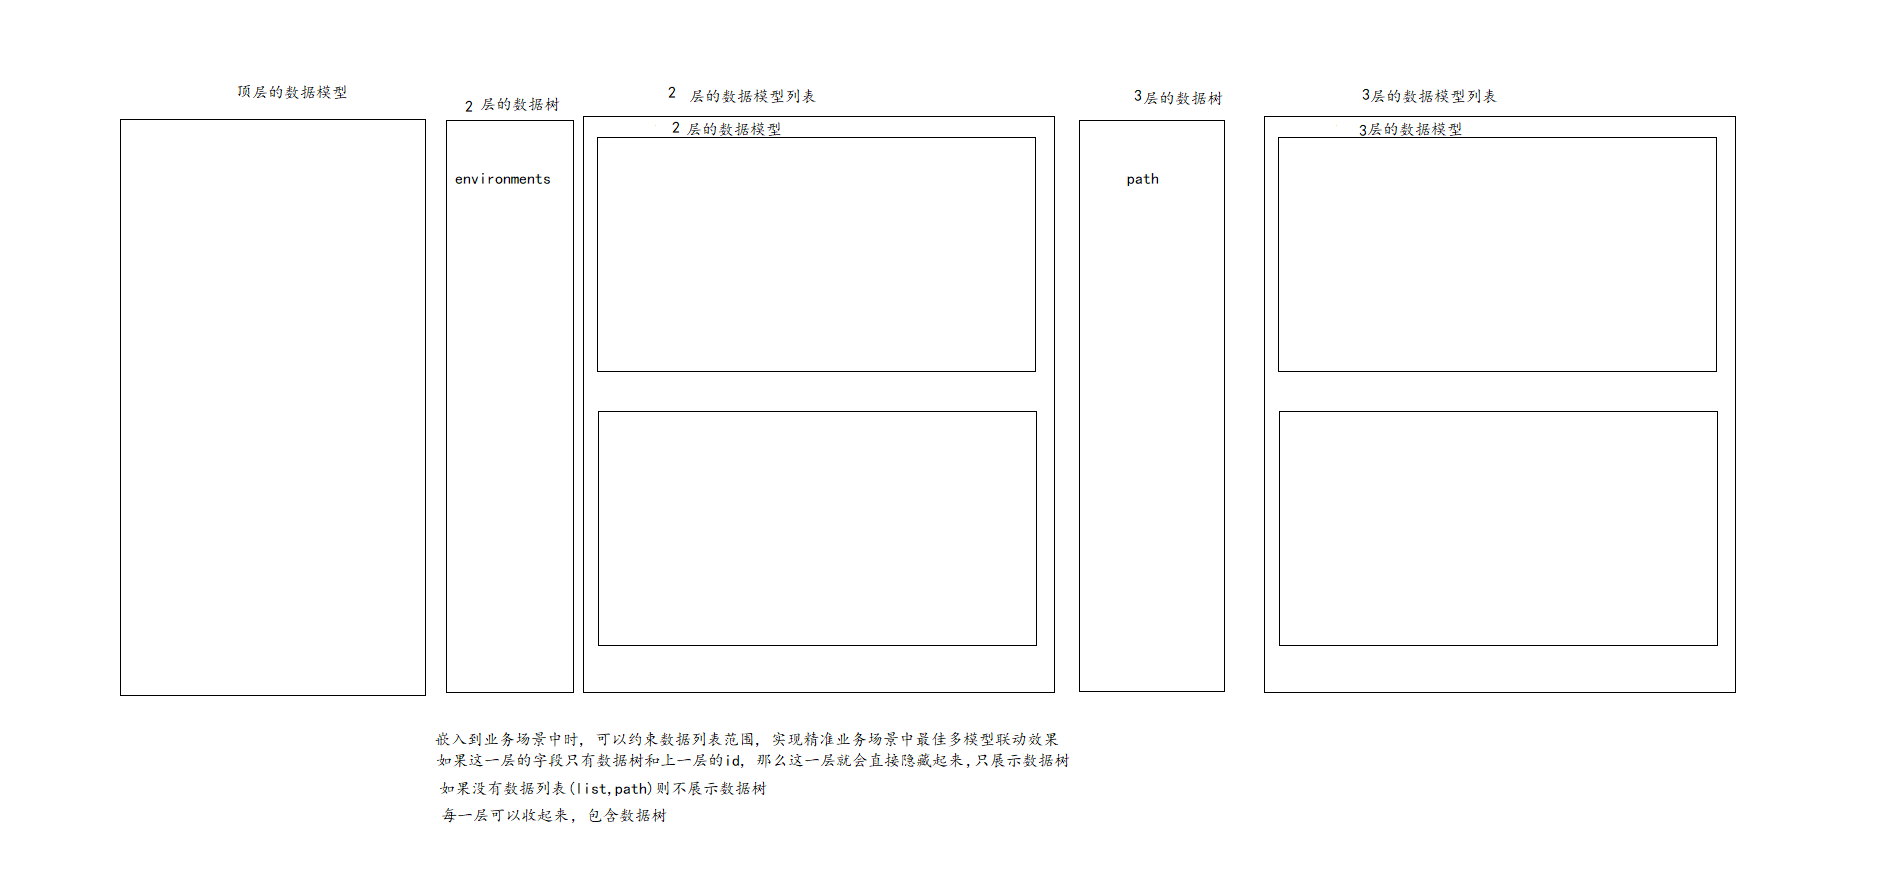 顶层的数据模型
2 层的数据树
2 层的数据模型列表
3层的数据树
3层的数据模型列表
2 层的数据模型
3层的数据模型
environments
path
嵌入到业务场景中时, 可以约束数据列表范围, 实现精准业务场景中最佳多模型联动效果
如果这一层的字段只有数据树和上一层的id, 那么这一层就会直接隐藏起来,只展示数据树
如果没有数据列表(list,path)则不展示数据树
每一层可以收起来, 包含数据树